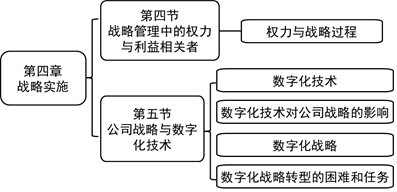 第四章
战略实施
第四节
战略管理中的权力
与利益相关者
权力与战略过程
第五节
公司战略与数字
化技术
数字化技术
数字化技术对公司战略的影响
数字化战略
数字化战略转型的困难和任务